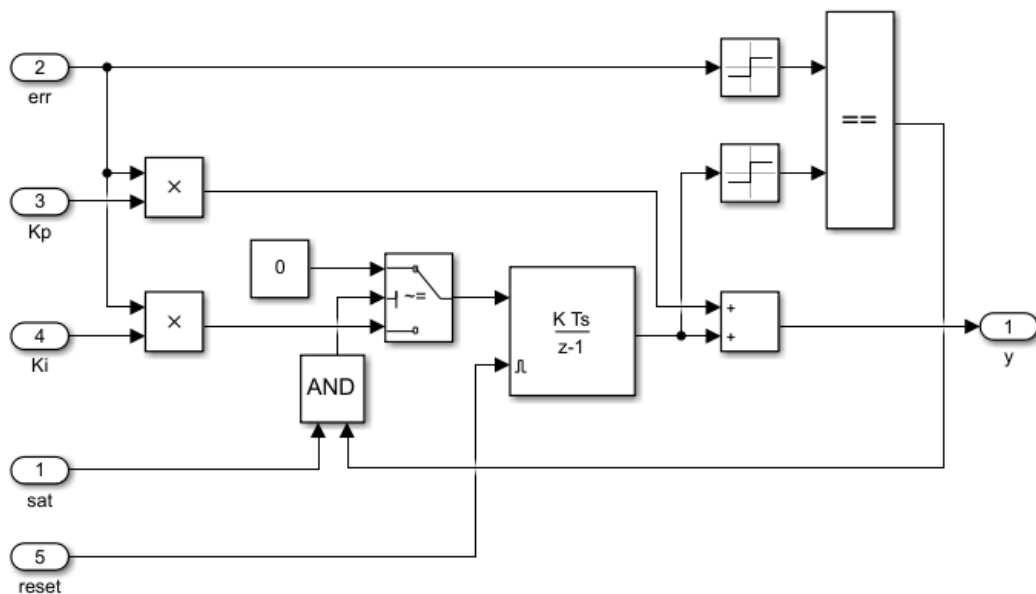 2
err
==
3
Kp
×
0
~=
K Ts
z-1
+
+
1
y
4
Ki
×
AND
1
sat
5
reset